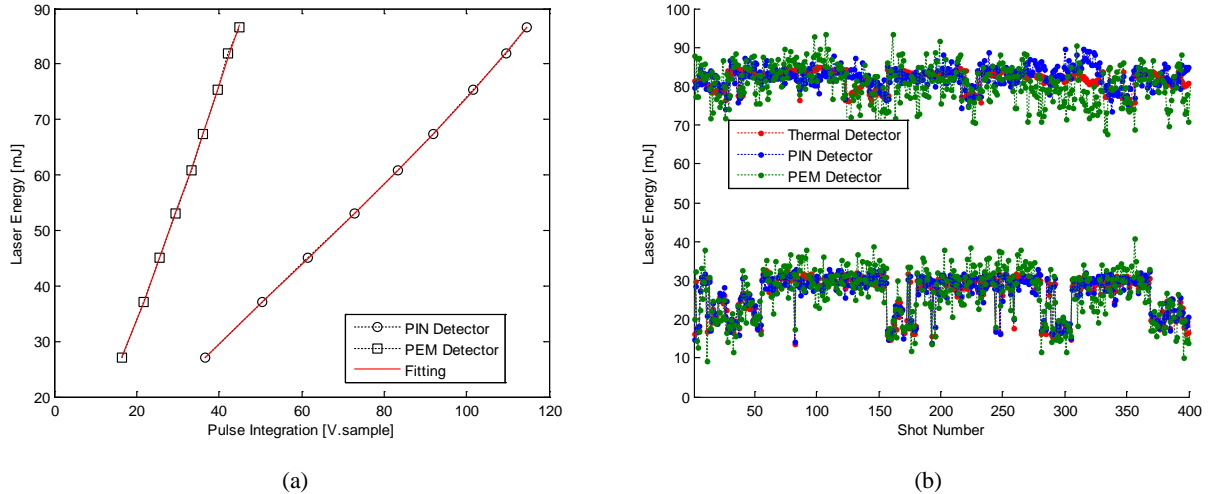 90
80
70
60
50
40
30
20
0 20 40 60 80 100 120
Laser Energy [mJ]
Pulse Integration [V.sample]
PIN Detector
PEM Detector
Fitting
(a)
100
90
80
70
60
50
40
30
20
10
0
50 100 150 200 250 300 350 400
Laser Energy [mJ]
Shot Number
Thermal Detector
PIN Detector
PEM Detector
(b)